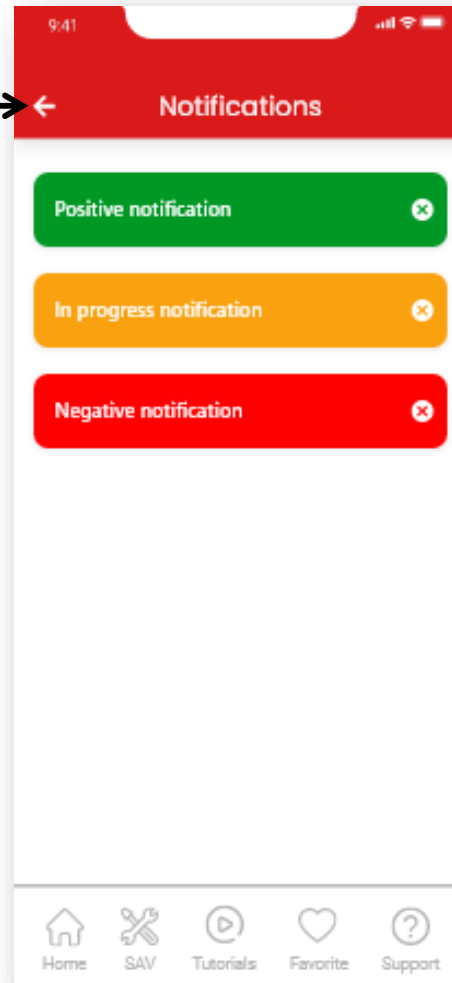 9:41
Notifications
Positive notification
In progress notification
Negative notification
Home SAV Tutorials Favorite Support